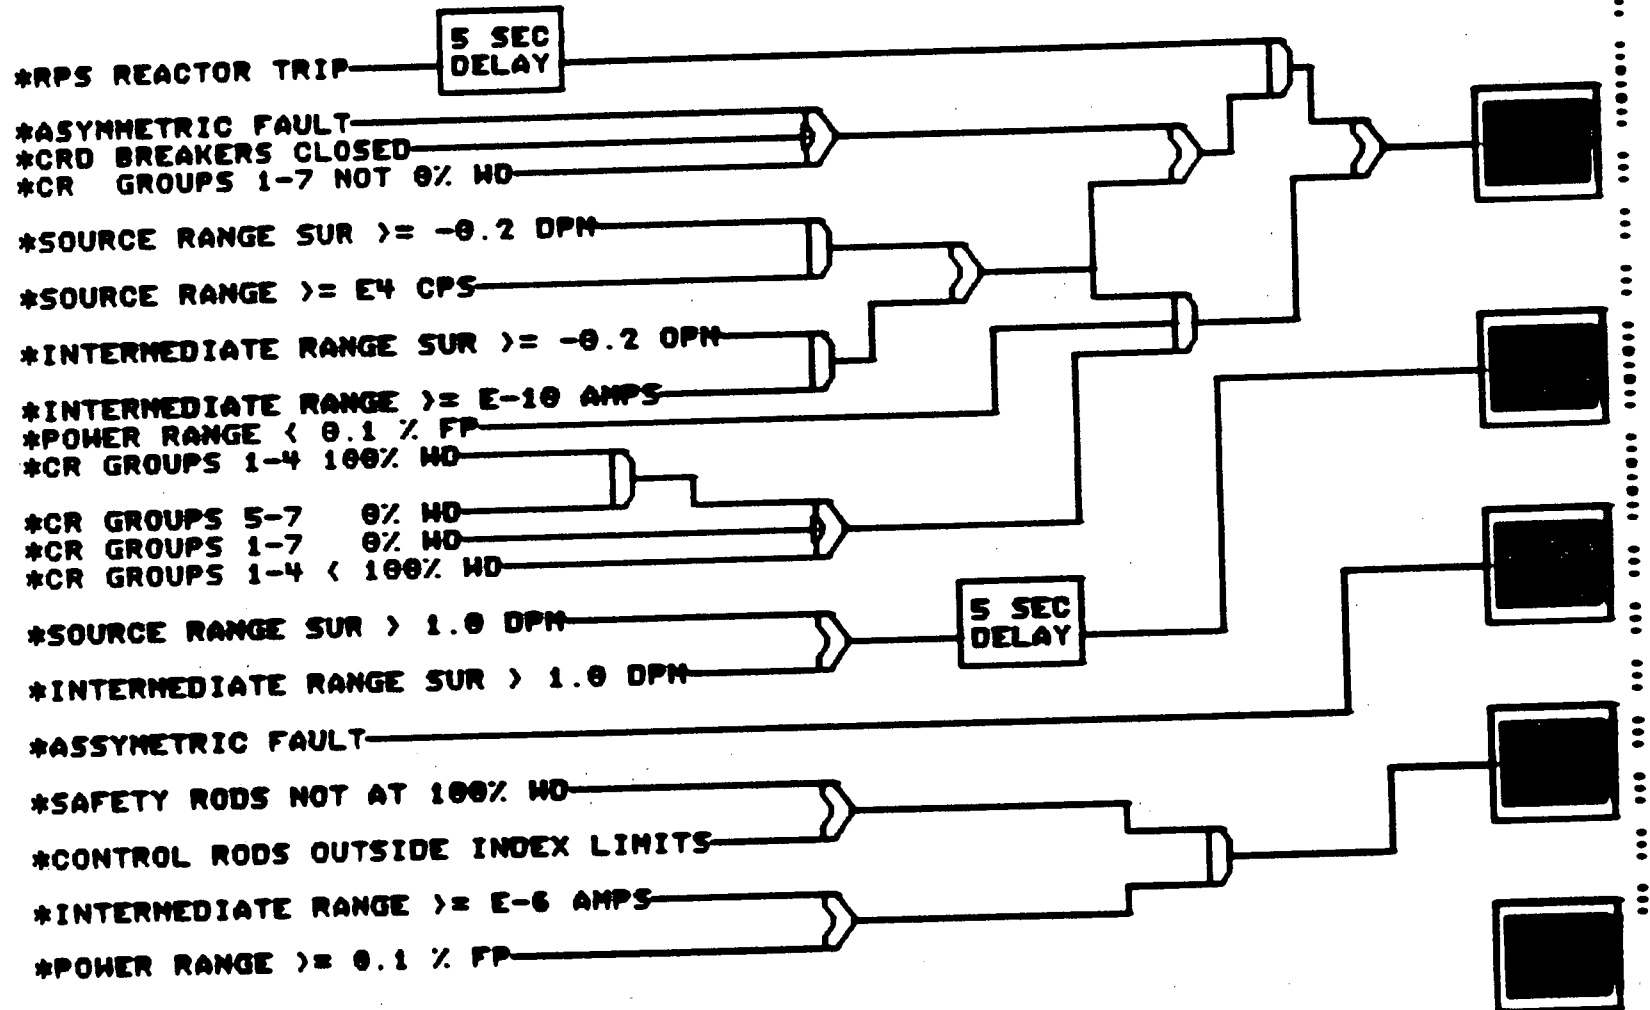 5 SEC
DELAY
*RPS REACTOR TRIP
*ASYMMETRIC FAULT
*CRD BREAKERS CLOSED
*CR GROUPS 1-7 NOT 0% WD
*SOURCE RANGE SUR >= -0.2 DPM
*SOURCE RANGE >= E4 CPS
*INTERMEDIATE RANGE SUR >= -0.2 DPM
*INTERMEDIATE RANGE >= E-10 AMPS
*POWER RANGE < 0.1 % FP
*CR GROUPS 1-4 100% WD
*CR GROUPS 5-7 0% WD
*CR GROUPS 1-7 0% WD
*CR GROUPS 1-4 < 100% WD
*SOURCE RANGE SUR > 1.0 DPM
5 SEC
DELAY
*INTERMEDIATE RANGE SUR > 1.0 DPM
*ASSYMETRIC FAULT
*SAFETY RODS NOT AT 100% WD
*CONTROL RODS OUTSIDE INDEX LIMITS
*INTERMEDIATE RANGE >= E-6 AMPS
*POWER RANGE >= 0.1 % FP